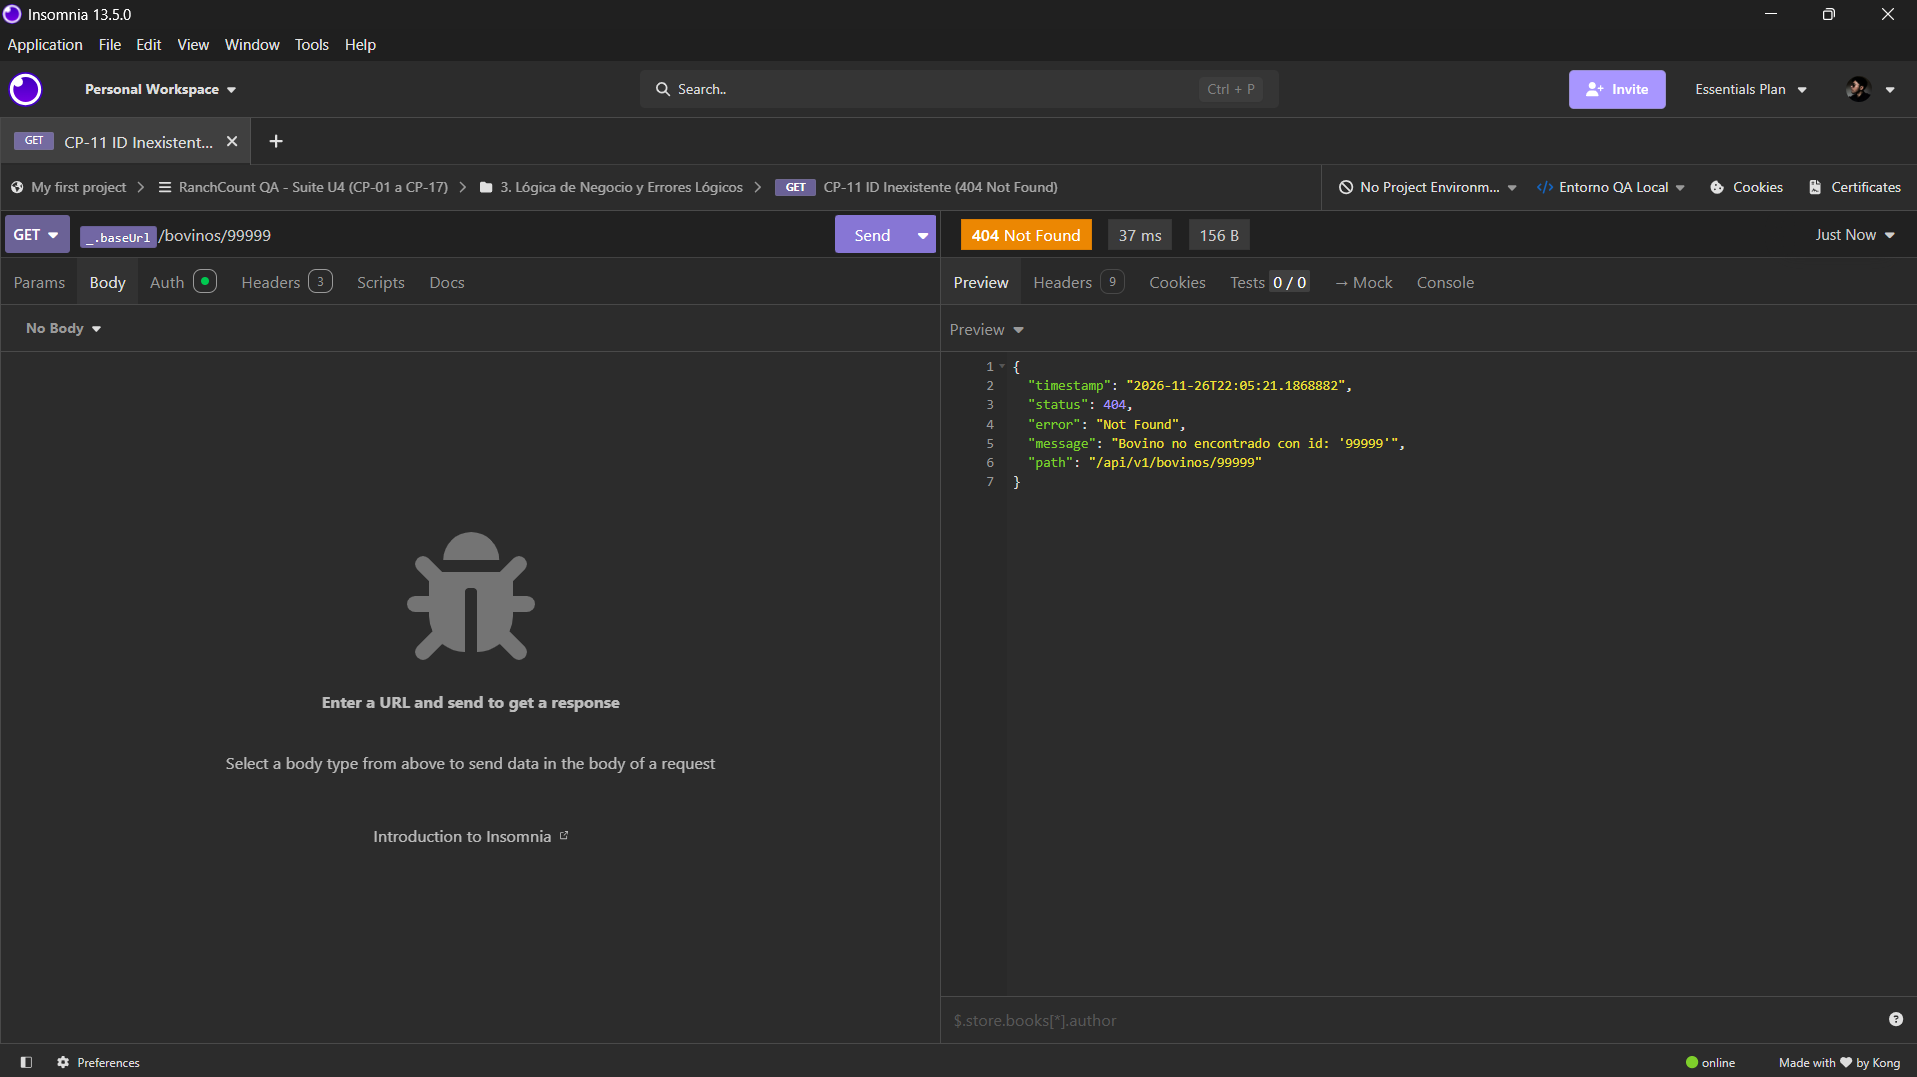 Insomnia 13.5.0
Application File Edit View Window Tools Help
Personal Workspace
Search..
Ctrl + P
Invite
Essentials Plan
GET CP-11 ID Inexistent...
My first project
RanchCount QA - Suite U4 (CP-01 a CP-17)
3. Lógica de Negocio y Errores Lógicos
GET CP-11 ID Inexistente (404 Not Found)
No Project Environm...
</> Entorno QA Local
Cookies
Certificates
GET
_.baseUrl /bovinos/99999
Send
404 Not Found
37 ms
156 B
Just Now
Params Body Auth Headers 3 Scripts Docs
Preview Headers 9 Cookies Tests 0 / 0 → Mock Console
No Body
Preview
1 {
2 "timestamp": "2026-11-26T22:05:21.1868882",
3 "status": 404,
4 "error": "Not Found",
5 "message": "Bovino no encontrado con id: '99999'",
6 "path": "/api/v1/bovinos/99999"
7 }
Enter a URL and send to get a response
Select a body type from above to send data in the body of a request
Introduction to Insomnia
$.store.books[*].author
?
Preferences
online
Made with ♥ by Kong